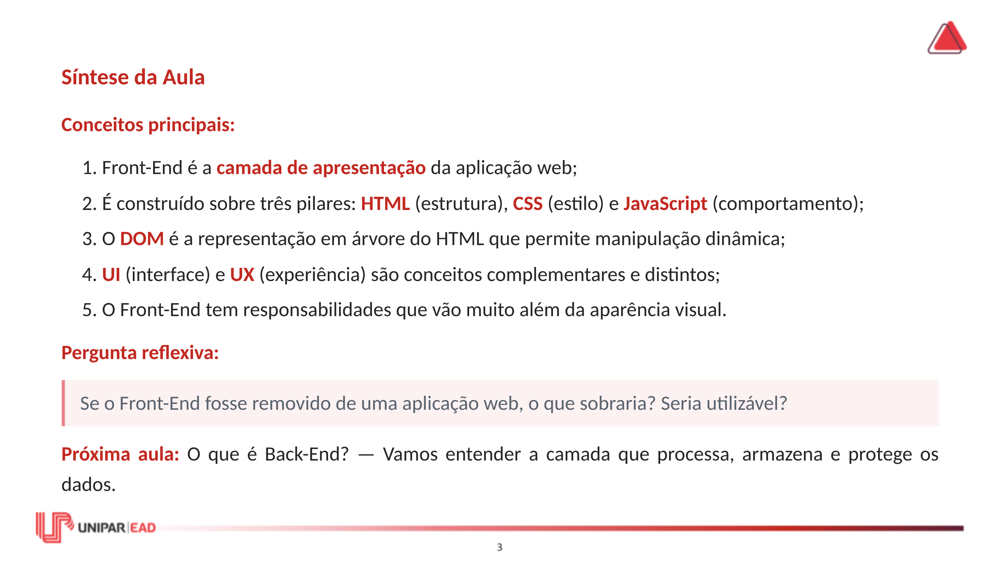 Síntese da Aula
Conceitos principais:
1. Front-End é a camada de apresentação da aplicação web;
2. É construído sobre três pilares: HTML (estrutura), CSS (estilo) e JavaScript (comportamento);
3. O DOM é a representação em árvore do HTML que permite manipulação dinâmica;
4. UI (interface) e UX (experiência) são conceitos complementares e distintos;
5. O Front-End tem responsabilidades que vão muito além da aparência visual.
Pergunta reflexiva:
Se o Front-End fosse removido de uma aplicação web, o que sobraria? Seria utilizável?
Próxima aula: O que é Back-End? — Vamos entender a camada que processa, armazena e protege os
dados.
UNIPAR|EAD
3